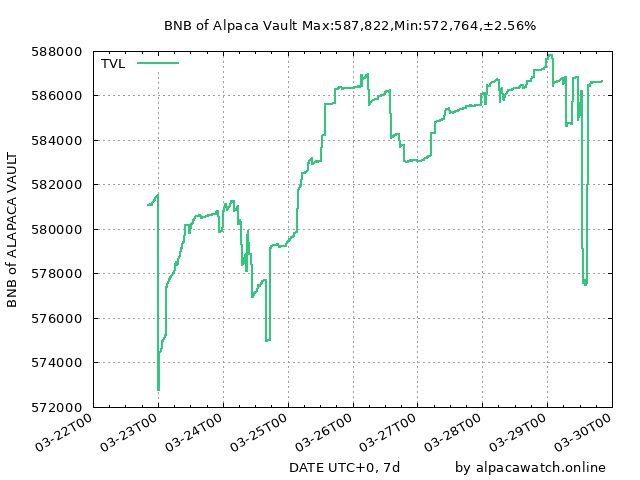 BNB of Alpaca Vault Max:587,822,Min:572,764,±2.56%
TVL
588000
586000
584000
582000
580000
578000
576000
574000
572000
BNB of ALAPACA VAULT
03-22T00
03-23T00
03-24T00
03-25T00
03-26T00
03-27T00
03-28T00
03-29T00
03-30T00
DATE UTC+0, 7d
by alpacawatch.online